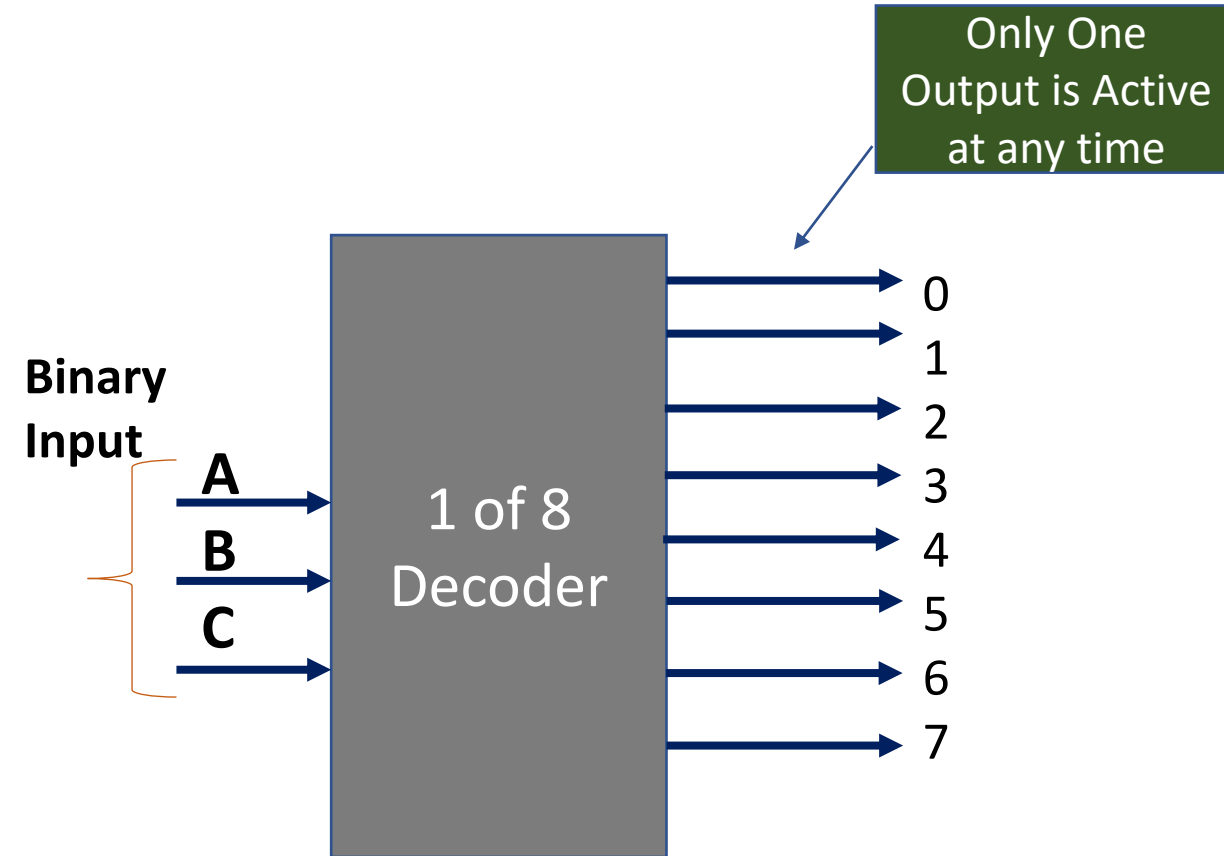 Only One
Output is Active
at any time
Binary
Input
A
B
C
1 of 8
Decoder
0
1
2
3
4
5
6
7